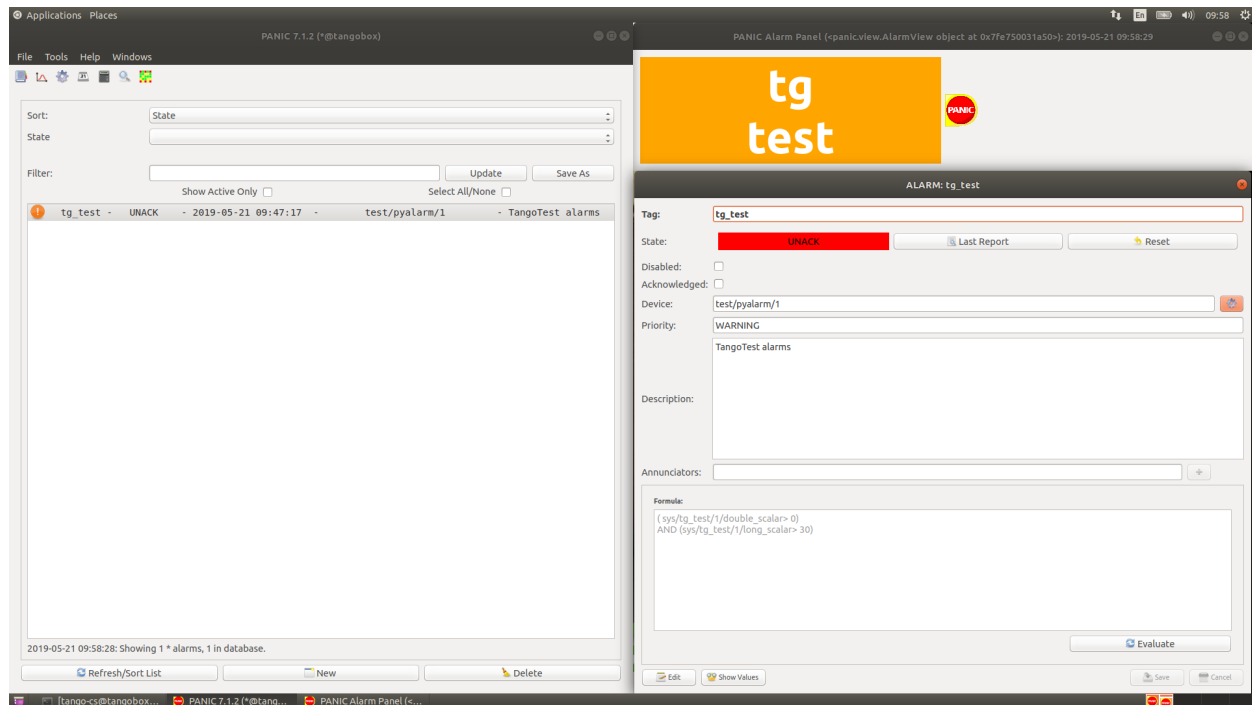 Applications Places
En 09:58
PANIC 7.1.2 (*@tangobox)
File Tools Help Windows
Sort: State
State
Filter: Update Save As
Show Active Only Select All/None
tg_test - UNACK - 2019-05-21 09:47:17 - test/pyalarm/1 - TangoTest alarms
2019-05-21 09:58:28: Showing 1 * alarms, 1 in database.
Refresh/Sort List New Delete
PANIC Alarm Panel (<panic.view.AlarmView object at 0x7fe750031a50>): 2019-05-21 09:58:29
tg
test
PANIC
ALARM: tg_test
Tag: tg_test
State: UNACK Last Report Reset
Disabled:
Acknowledged:
Device: test/pyalarm/1
Priority: WARNING
Description: TangoTest alarms
Annunciators:
Formula:
( sys/tg_test/1/double_scalar> 0)
AND (sys/tg_test/1/long_scalar> 30)
Evaluate
Edit Show Values Save Cancel
[tango-cs@tangobox... PANIC 7.1.2 (*@tang... PANIC Alarm Panel (<...